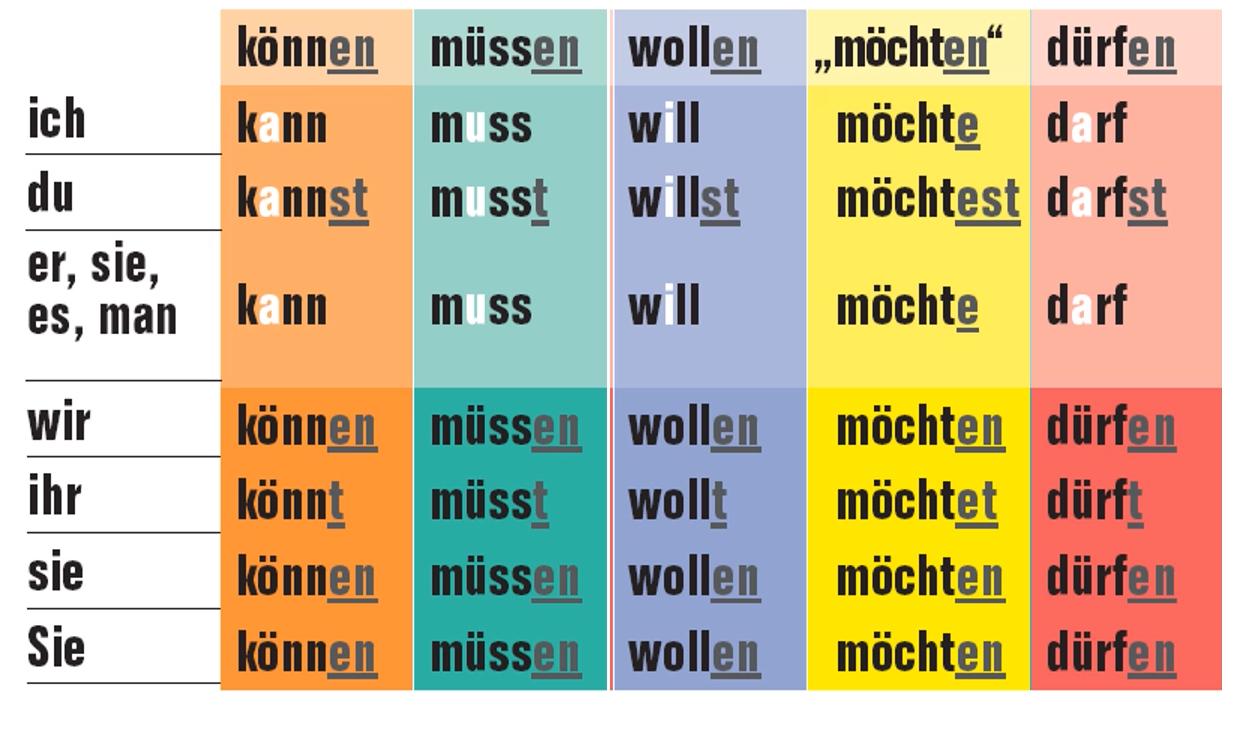 können müssen wollen „möchten“ dürfen
ich kann muss will möchte darf
du kannst musst willst möchtest darfst
er, sie,
es, man kann muss will möchte darf
wir können müssen wollen möchten dürfen
ihr könnt müsst wollt möchtet dürft
sie können müssen wollen möchten dürfen
Sie können müssen wollen möchten dürfen